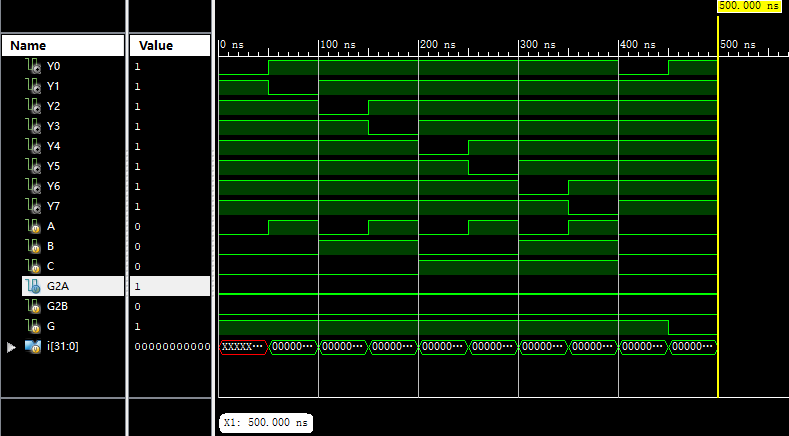 500.000 ns
Name Value 0 ns 100 ns 200 ns 300 ns 400 ns 500 ns
Y0 1
Y1 1
Y2 1
Y3 1
Y4 1
Y5 1
Y6 1
Y7 1
A 0
B 0
C 0
G2A 1
G2B 0
G 1
i[31:0] 00000000000 XXXXX... 00000... 00000... 00000... 00000... 00000... 00000... 00000... 00000... 00000...
X1: 500.000 ns